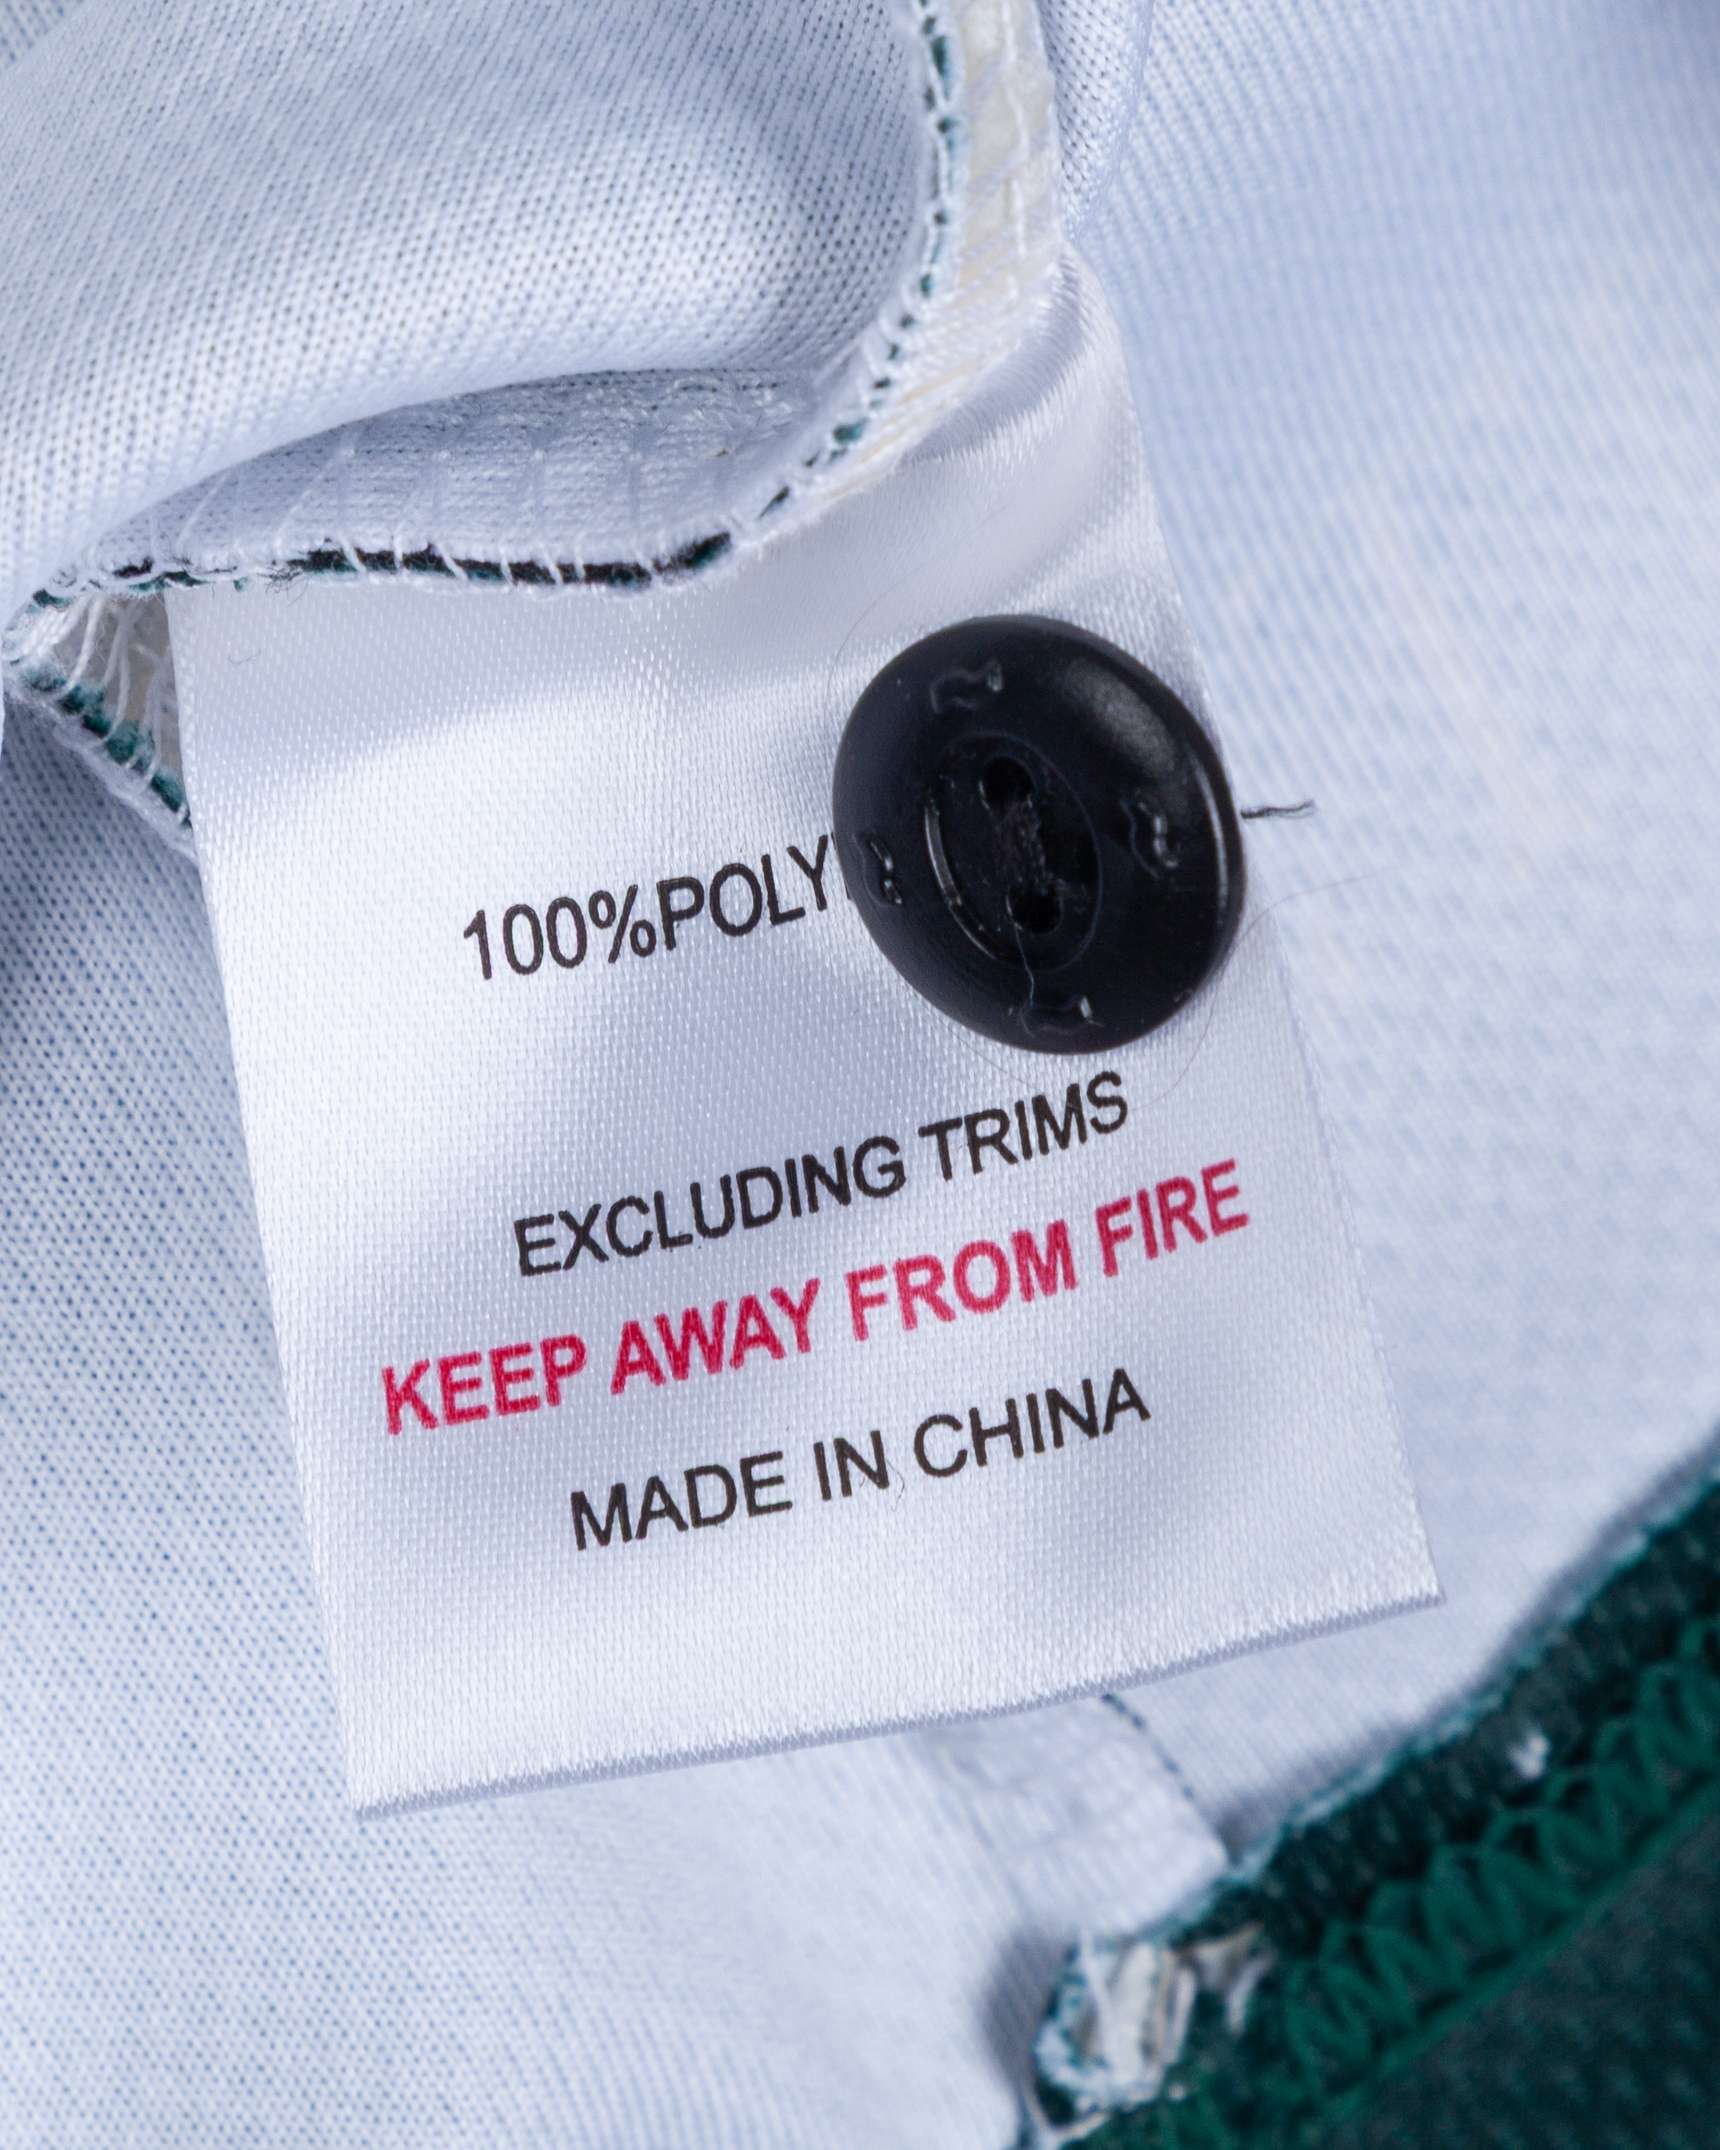 100%POLY
EXCLUDING TRIMS
KEEP AWAY FROM FIRE
MADE IN CHINA